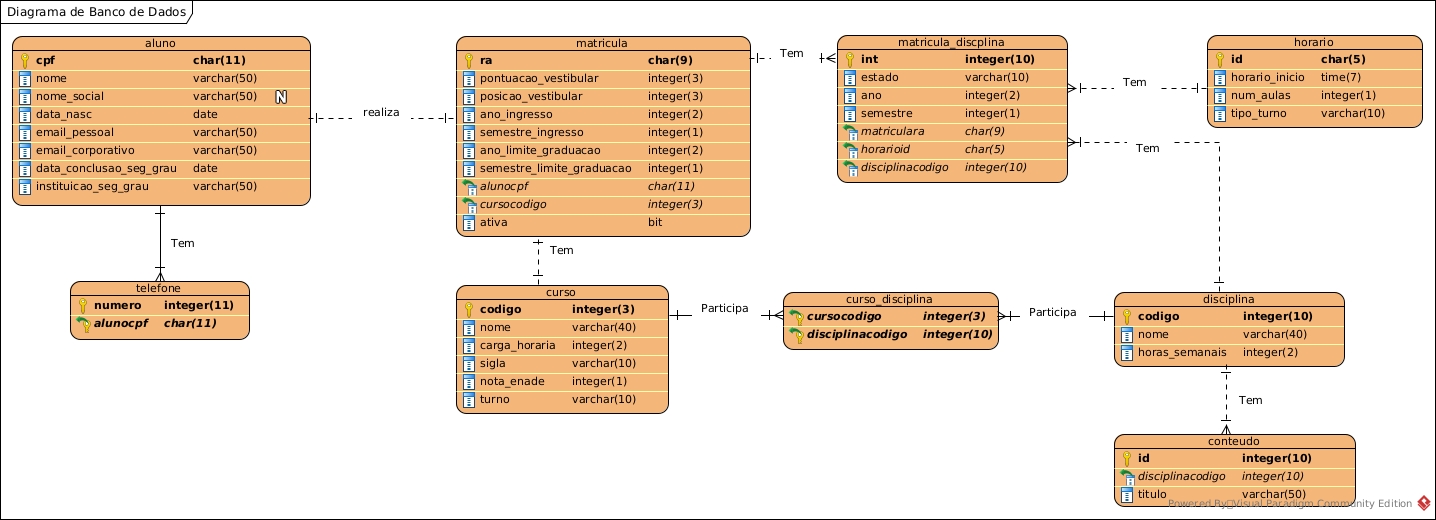 Diagrama de Banco de Dados
aluno
cpf char(11)
nome varchar(50)
nome_social varchar(50) N
data_nasc date
email_pessoal varchar(50)
email_corporativo varchar(50)
data_conclusao_seg_grau date
instituicao_seg_grau varchar(50)
realiza
matricula
ra char(9)
pontuacao_vestibular integer(3)
posicao_vestibular integer(3)
ano_ingresso integer(2)
semestre_ingresso integer(1)
ano_limite_graduacao integer(2)
semestre_limite_graduacao integer(1)
alunocpf char(11)
cursocodigo integer(3)
ativa bit
Tem
matricula_discplina
int integer(10)
estado varchar(10)
ano integer(2)
semestre integer(1)
matriculara char(9)
horarioid char(5)
disciplinacodigo integer(10)
Tem
horario
id char(5)
horario_inicio time(7)
num_aulas integer(1)
tipo_turno varchar(10)
Tem
Tem
telefone
numero integer(11)
alunocpf char(11)
Tem
curso
codigo integer(3)
nome varchar(40)
carga_horaria integer(2)
sigla varchar(10)
nota_enade integer(1)
turno varchar(10)
Participa
curso_disciplina
cursocodigo integer(3)
disciplinacodigo integer(10)
Participa
disciplina
codigo integer(10)
nome varchar(40)
horas_semanais integer(2)
Tem
conteudo
id integer(10)
disciplinacodigo integer(10)
titulo varchar(50)
Powered By Visual Paradigm Community Edition